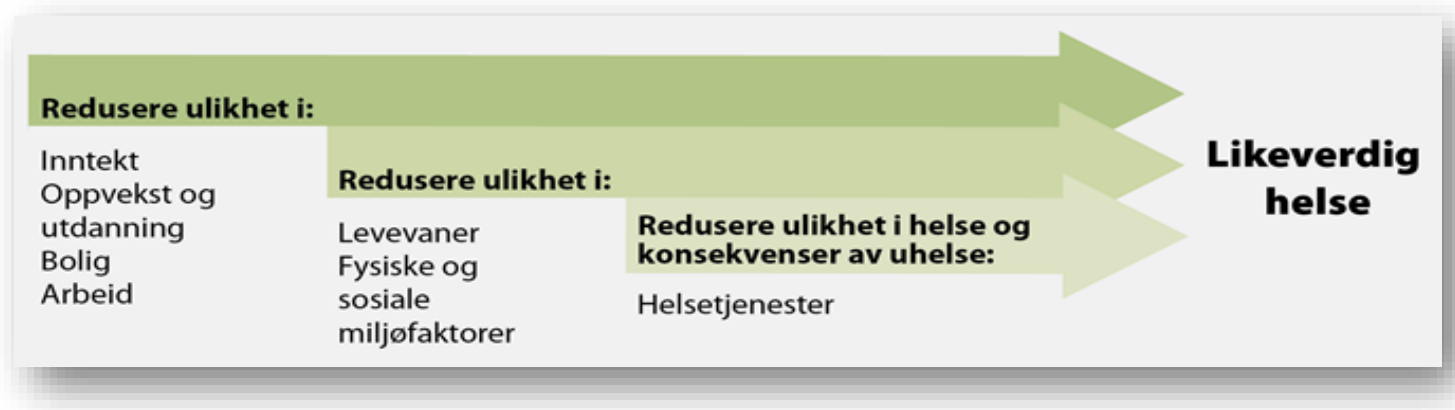 Redusere ulikhet i:
Inntekt
Oppvekst og
utdanning
Bolig
Arbeid
Redusere ulikhet i:
Levevaner
Fysiske og
sosiale
miljøfaktorer
Redusere ulikhet i helse og
konsekvenser av uhelse:
Helsetjenester
Likeverdig
helse